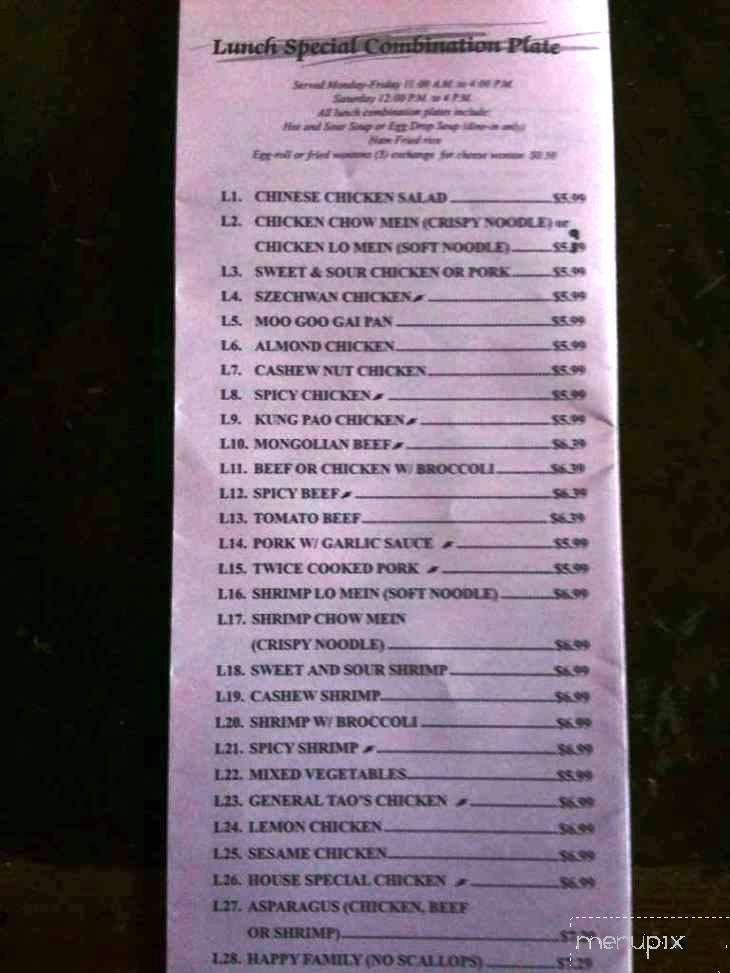 Lunch Special Combination Plate
Served Monday-Friday 11:00 A.M. to 4:00 P.M.
Saturday 12:00 P.M. to 4 P.M.
All lunch combination plates include:
Hot and Sour Soup or Egg Drop Soup (dine-in only)
Ham Fried rice
Egg-roll or fried wontons (3) exchange for cheese wonton $0.50
L1. CHINESE CHICKEN SALAD $5.99
L2. CHICKEN CHOW MEIN (CRISPY NOODLE) or
CHICKEN LO MEIN (SOFT NOODLE)
L3. SWEET & SOUR CHICKEN OR PORK $5.99
L4. SZECHWAN CHICKEN $5.99
L5. MOO GOO GAI PAN $5.99
L6. ALMOND CHICKEN $5.99
L7. CASHEW NUT CHICKEN $5.99
L8. SPICY CHICKEN $5.99
L9. KUNG PAO CHICKEN $5.99
L10. MONGOLIAN BEEF $6.39
L11. BEEF OR CHICKEN W/ BROCCOLI $6.39
L12. SPICY BEEF $6.39
L13. TOMATO BEEF $6.39
L14. PORK W/ GARLIC SAUCE $5.99
L15. TWICE COOKED PORK $5.99
L16. SHRIMP LO MEIN (SOFT NOODLE) $6.99
L17. SHRIMP CHOW MEIN
(CRISPY NOODLE) $6.99
L18. SWEET AND SOUR SHRIMP $6.99
L19. CASHEW SHRIMP $6.99
L20. SHRIMP W/ BROCCOLI $6.99
L21. SPICY SHRIMP $6.99
L22. MIXED VEGETABLES $5.99
L23. GENERAL TAO'S CHICKEN $6.99
L24. LEMON CHICKEN $6.99
L25. SESAME CHICKEN $6.99
L26. HOUSE SPECIAL CHICKEN $6.99
L27. ASPARAGUS (CHICKEN, BEEF
OR SHRIMP)
L28. HAPPY FAMILY (NO SCALLOPS) $7.29
menupix